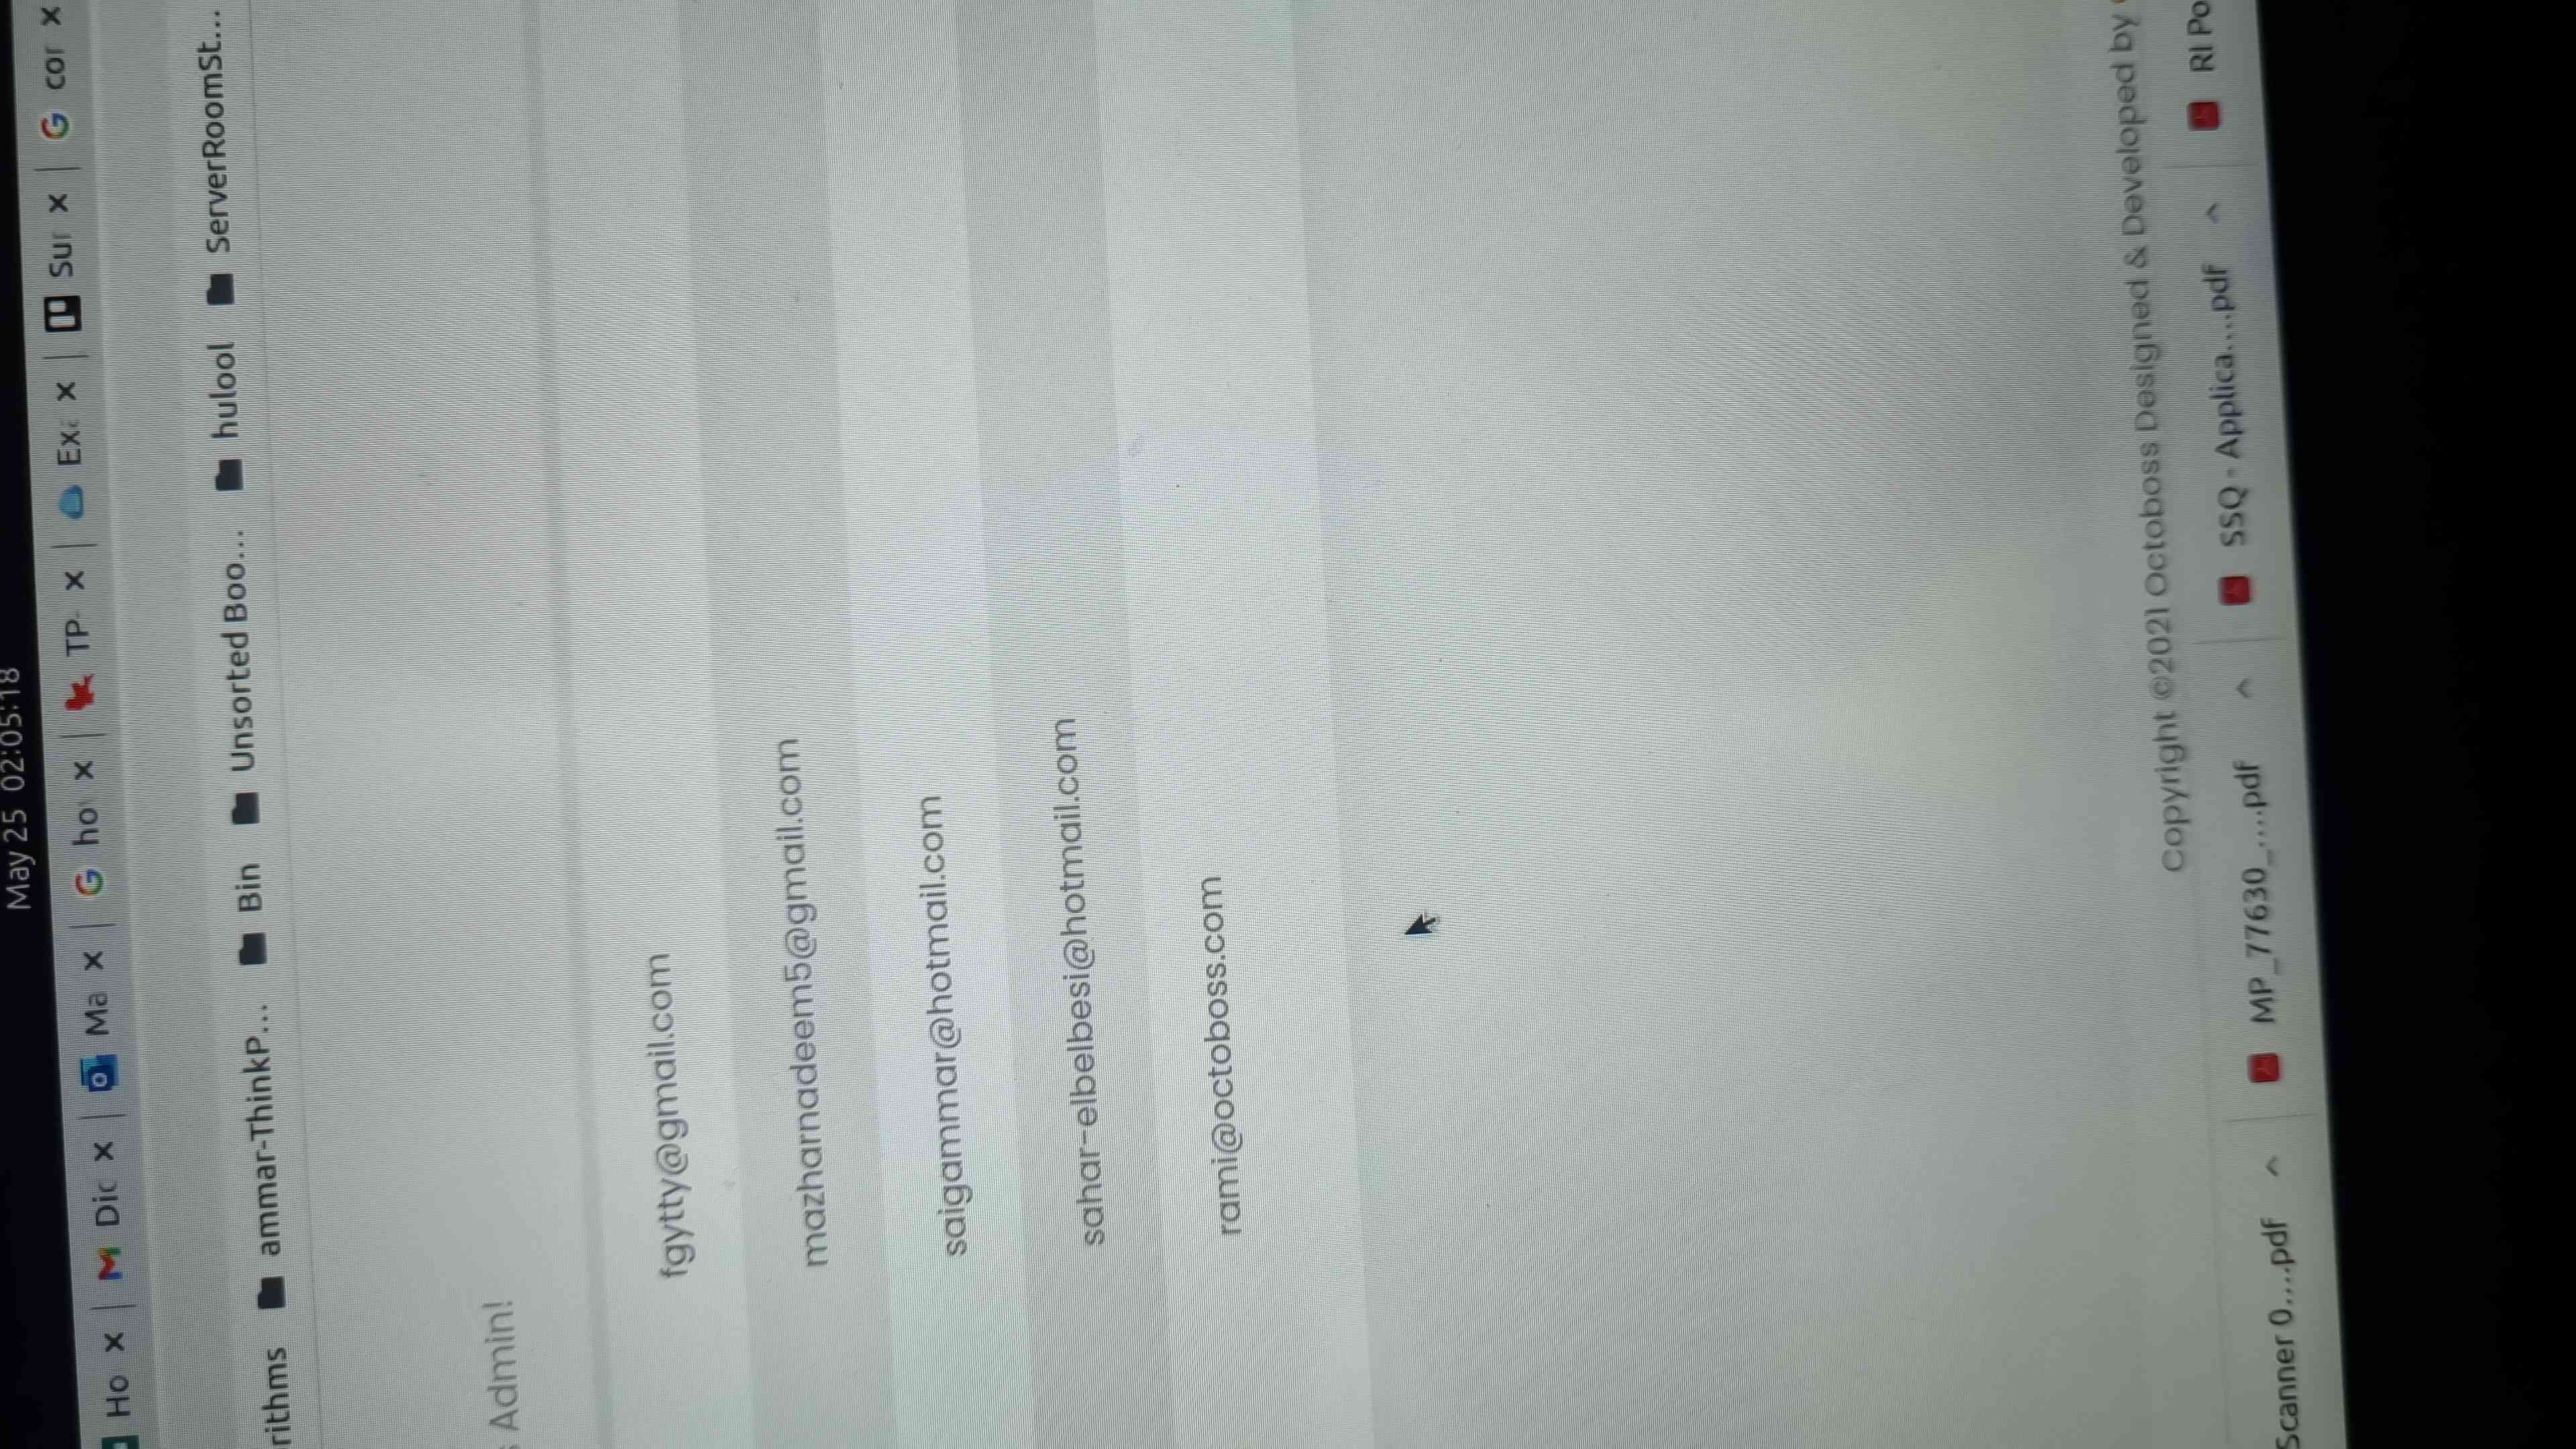 May 25 02:05:18
Ho Dic Ma ho TP- Exa Sur cor
rithms ammar-ThinkP... Bin Unsorted Boo... hulool ServerRoomSt...
s Admin!
fgytty@gmail.com
mazharnadeem5@gmail.com
saigammar@hotmail.com
sahar-elbelbesi@hotmail.com
rami@octoboss.com
Copyright ©2021 Octoboss Designed & Developed by
Scanner 0....pdf MP_77630_....pdf SSQ - Applica....pdf RI Po